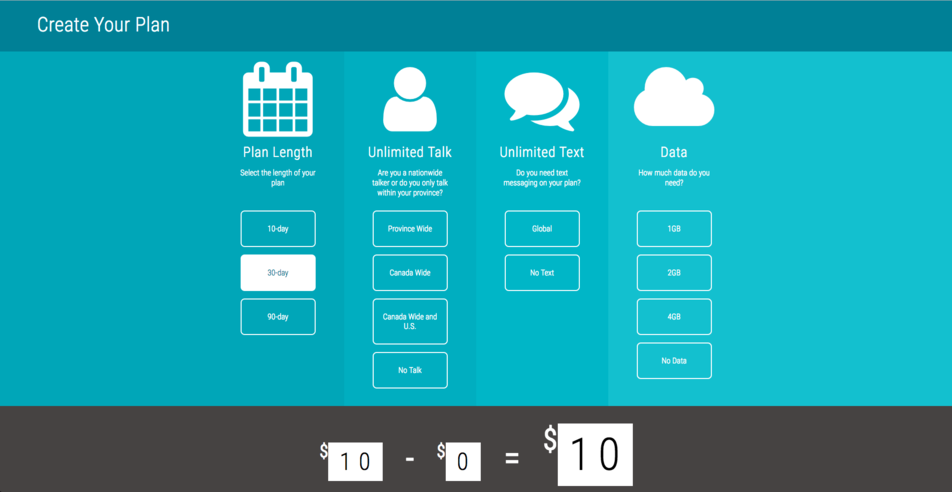 Create Your Plan
Plan Length
Select the length of your
plan
10-day
30-day
90-day
Unlimited Talk
Are you a nationwide
talker or do you only talk
within your province?
Province Wide
Canada Wide
Canada Wide and
U.S.
No Talk
Unlimited Text
Do you need text
messaging on your plan?
Global
No Text
Data
How much data do you
need?
1GB
2GB
4GB
No Data
$10 - $0 = $10